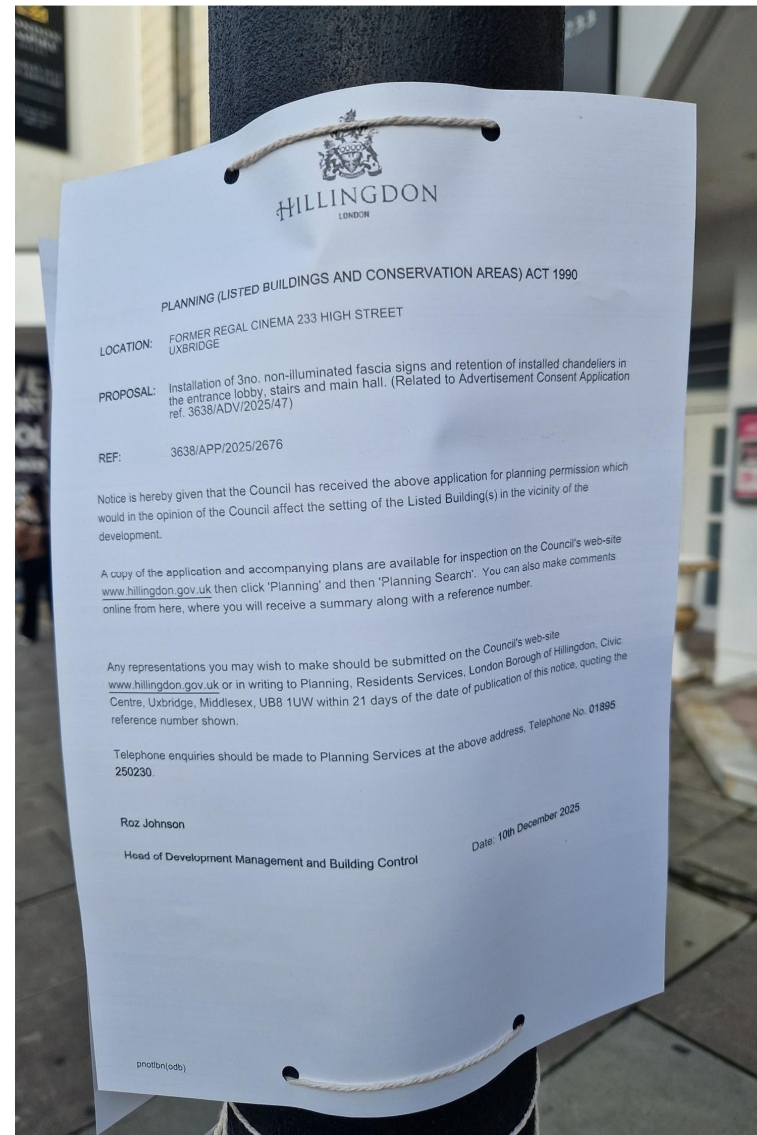 233
HILLINGDON
LONDON
PLANNING (LISTED BUILDINGS AND CONSERVATION AREAS) ACT 1990
LOCATION: FORMER REGAL CINEMA 233 HIGH STREET
UXBRIDGE
PROPOSAL: Installation of 3no. non-illuminated fascia signs and retention of installed chandeliers in
the entrance lobby, stairs and main hall. (Related to Advertisement Consent Application
ref. 3638/ADV/2025/47)
REF: 3638/APP/2025/2676
Notice is hereby given that the Council has received the above application for planning permission which
would in the opinion of the Council affect the setting of the Listed Building(s) in the vicinity of the
development.
A copy of the application and accompanying plans are available for inspection on the Council's web-site
www.hillingdon.gov.uk then click 'Planning' and then 'Planning Search'. You can also make comments
online from here, where you will receive a summary along with a reference number.
Any representations you may wish to make should be submitted on the Council's web-site
www.hillingdon.gov.uk or in writing to Planning, Residents Services, London Borough of Hillingdon, Civic
Centre, Uxbridge, Middlesex, UB8 1UW within 21 days of the date of publication of this notice, quoting the
reference number shown.
Telephone enquiries should be made to Planning Services at the above address, Telephone No. 01895
250230.
Roz Johnson
Head of Development Management and Building Control
Date: 10th December 2025
pnotlbn(odb)